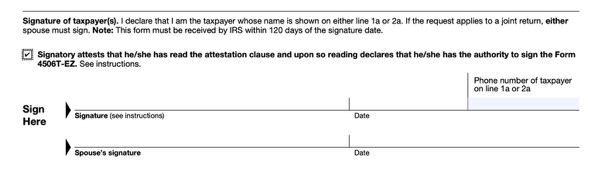 Signature of taxpayer(s). I declare that I am the taxpayer whose name is shown on either line 1a or 2a. If the request applies to a joint return, either
spouse must sign. Note: This form must be received by IRS within 120 days of the signature date.
Signatory attests that he/she has read the attestation clause and upon so reading declares that he/she has the authority to sign the Form
4506T-EZ. See instructions.
Phone number of taxpayer
on line 1a or 2a
Sign
Here
Signature (see instructions) Date
Spouse's signature Date